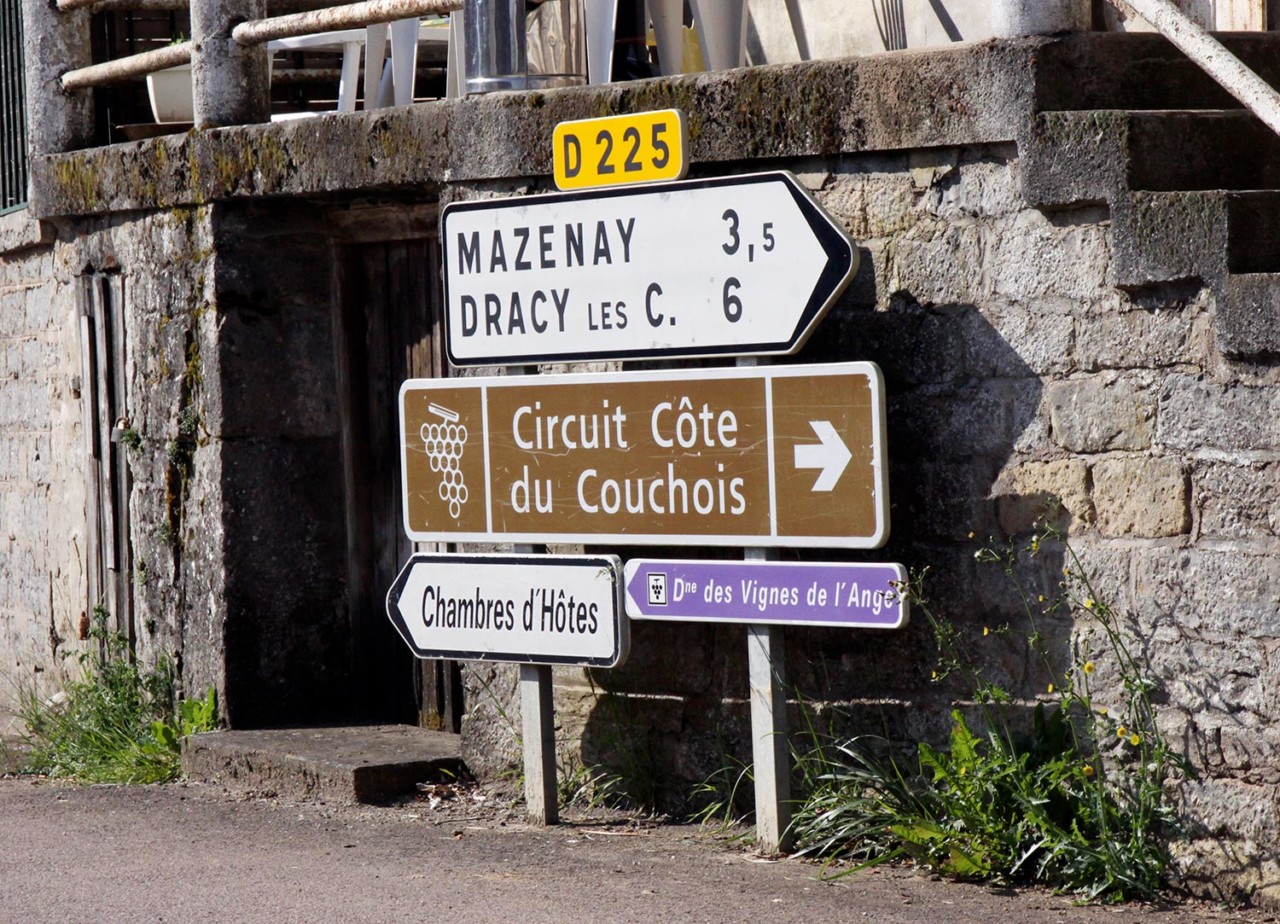 D 225
MAZENAY 3,5
DRACY LES C. 6
Circuit Côte
du Couchois
Chambres d'Hôtes
Dne des Vignes de l'Ange